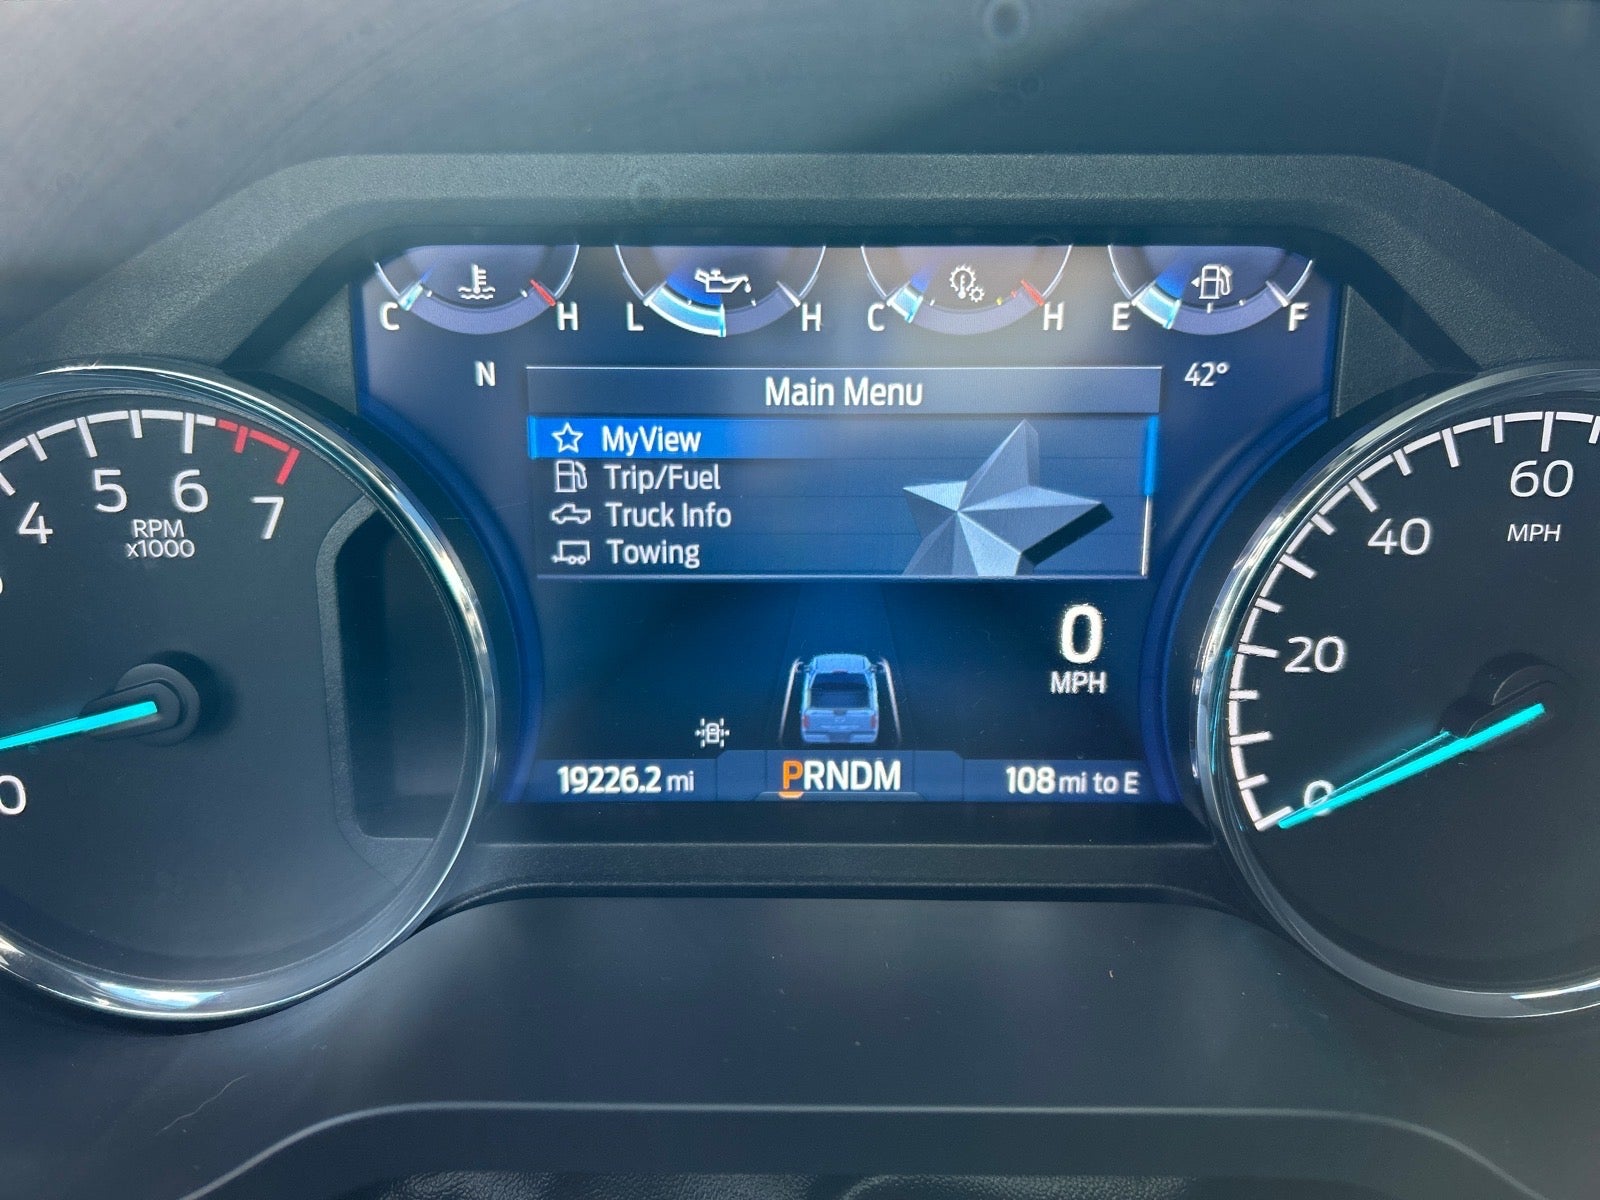 C H L H C H E F
N
42°
Main Menu
MyView
Trip/Fuel
Truck Info
Towing
4 5 6 7
RPM
x1000
0
0
MPH
19226.2 mi
PRNDM
108 mi to E
0 20 40 60
MPH